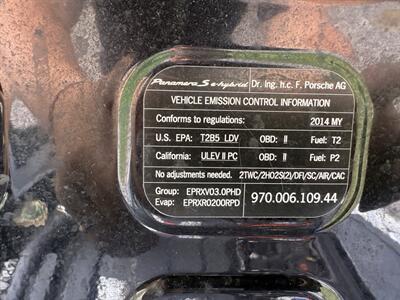 Panamera S e-hybrid Dr. Ing. h.c. F. Porsche AG
VEHICLE EMISSION CONTROL INFORMATION
Conforms to regulations: 2014 MY
U.S. EPA: T2B5 LDV OBD: II Fuel: T2
California: ULEV II PC OBD: II Fuel: P2
No adjustments needed. 2TWC/2HO2S(2)/DFI/SC/AIR/CAC
Group: EPRXV03.0PHD
Evap: EPRXR0200RPD 970.006.109.44